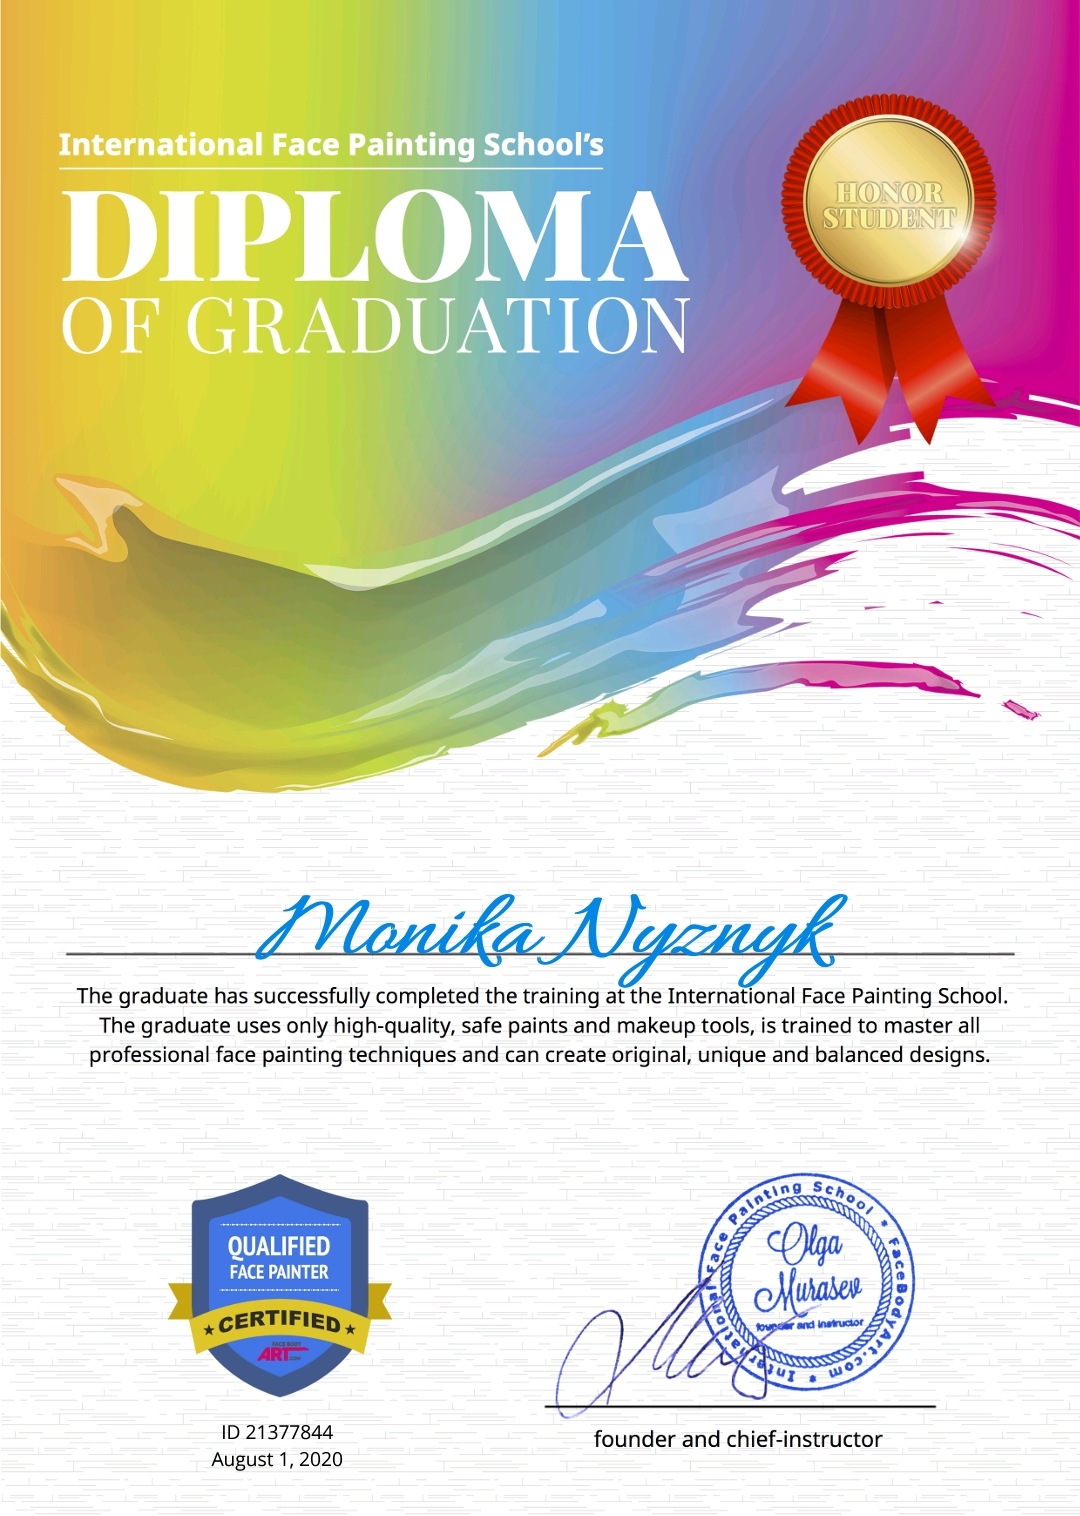 International Face Painting School’s
DIPLOMA
OF GRADUATION
HONOR
STUDENT
Monika Nyznyk
The graduate has successfully completed the training at the International Face Painting School.
The graduate uses only high-quality, safe paints and makeup tools, is trained to master all
professional face painting techniques and can create original, unique and balanced designs.
QUALIFIED
FACE PAINTER
★ CERTIFIED ★
FACE BODY
ART.com
ID 21377844
August 1, 2020
International Face Painting School * FaceBodyArt.com *
Olga
Murasev
founder and instructor
founder and chief-instructor